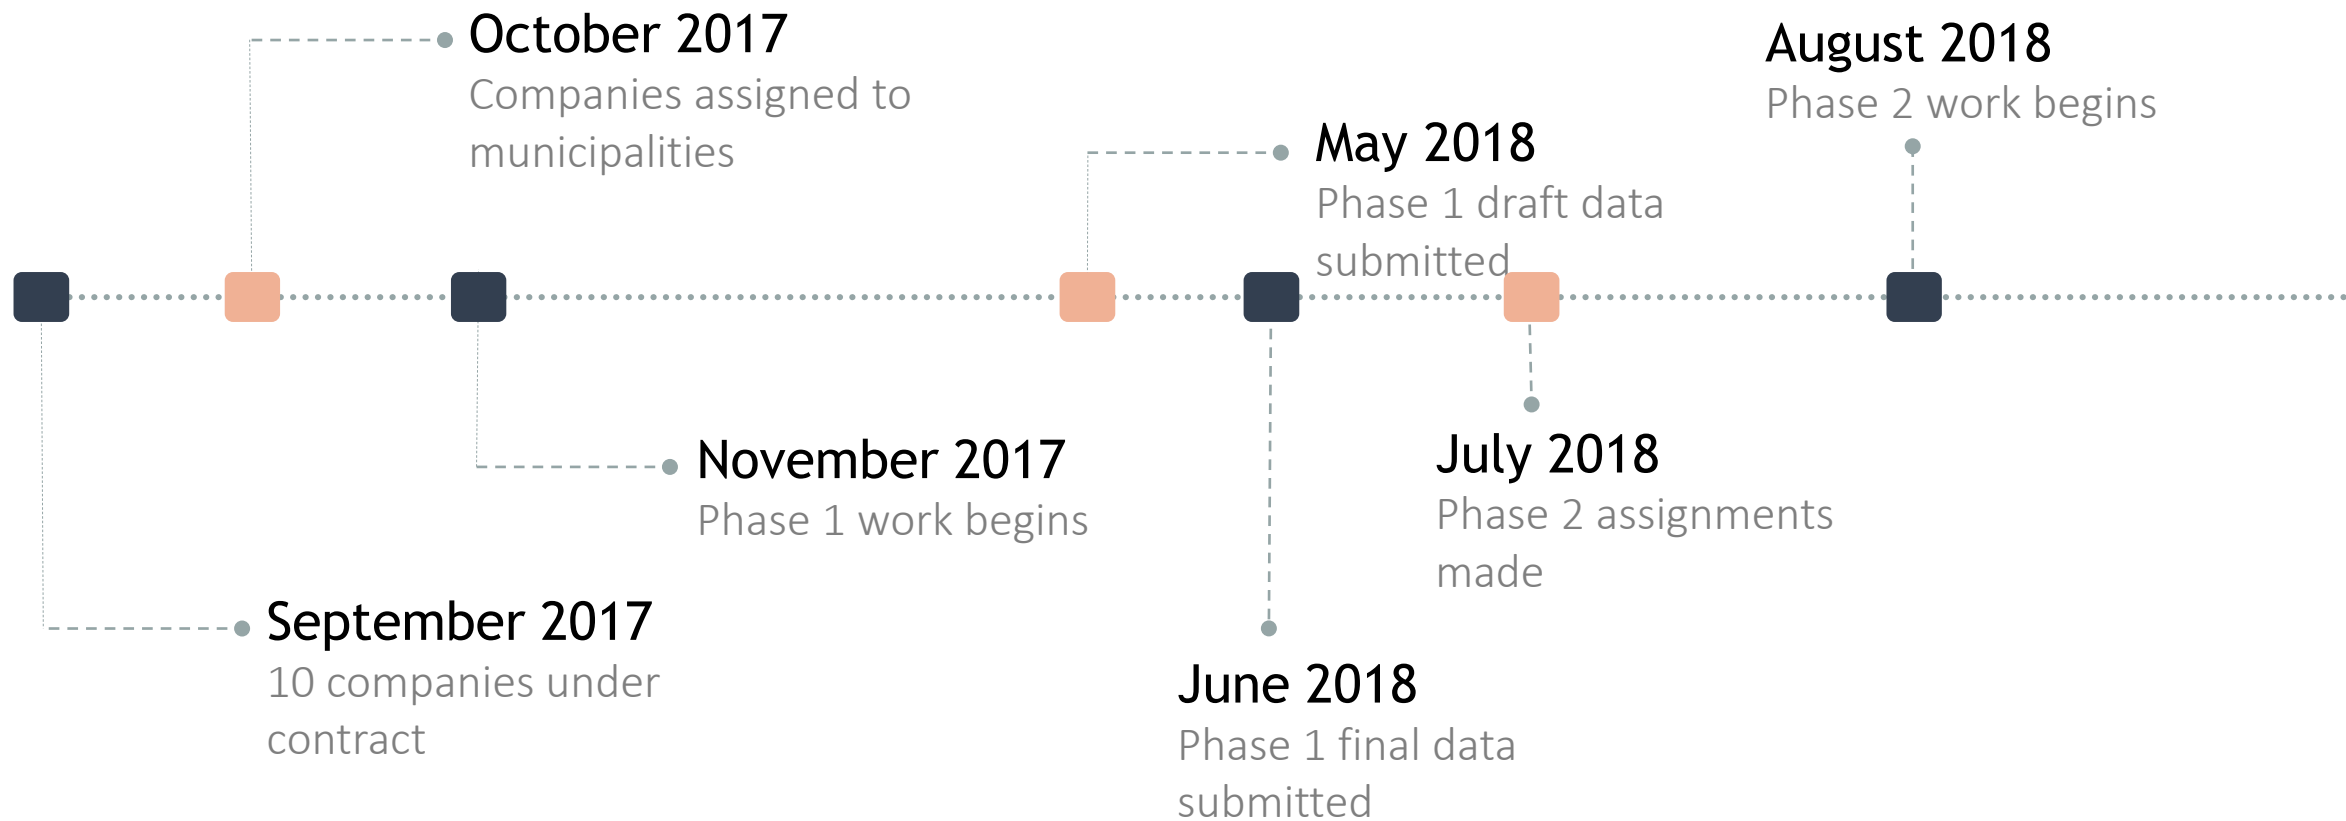 October 2017
Companies assigned to
municipalities
August 2018
Phase 2 work begins
May 2018
Phase 1 draft data
submitted
November 2017
Phase 1 work begins
July 2018
Phase 2 assignments
made
September 2017
10 companies under
contract
June 2018
Phase 1 final data
submitted